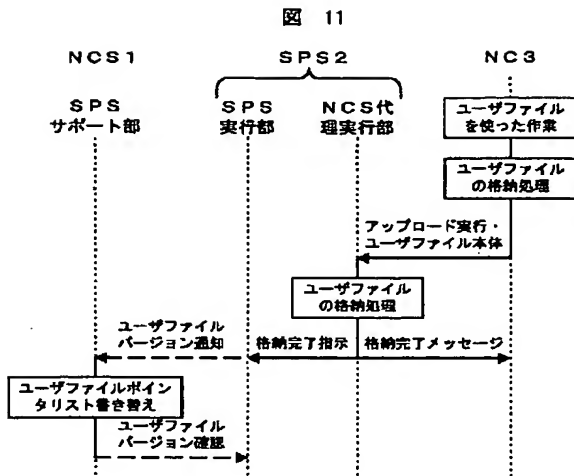 図 11
NCS1
SPS2
NC3
SPS
サポート部
SPS
実行部
NCS代
理実行部
ユーザファイル
を使った作業
ユーザファイル
の格納処理
アップロード実行・
ユーザファイル本体
ユーザファイル
の格納処理
ユーザファイル
バージョン通知
格納完了指示
格納完了メッセージ
ユーザファイルポイン
タリスト書き替え
ユーザファイル
バージョン確認